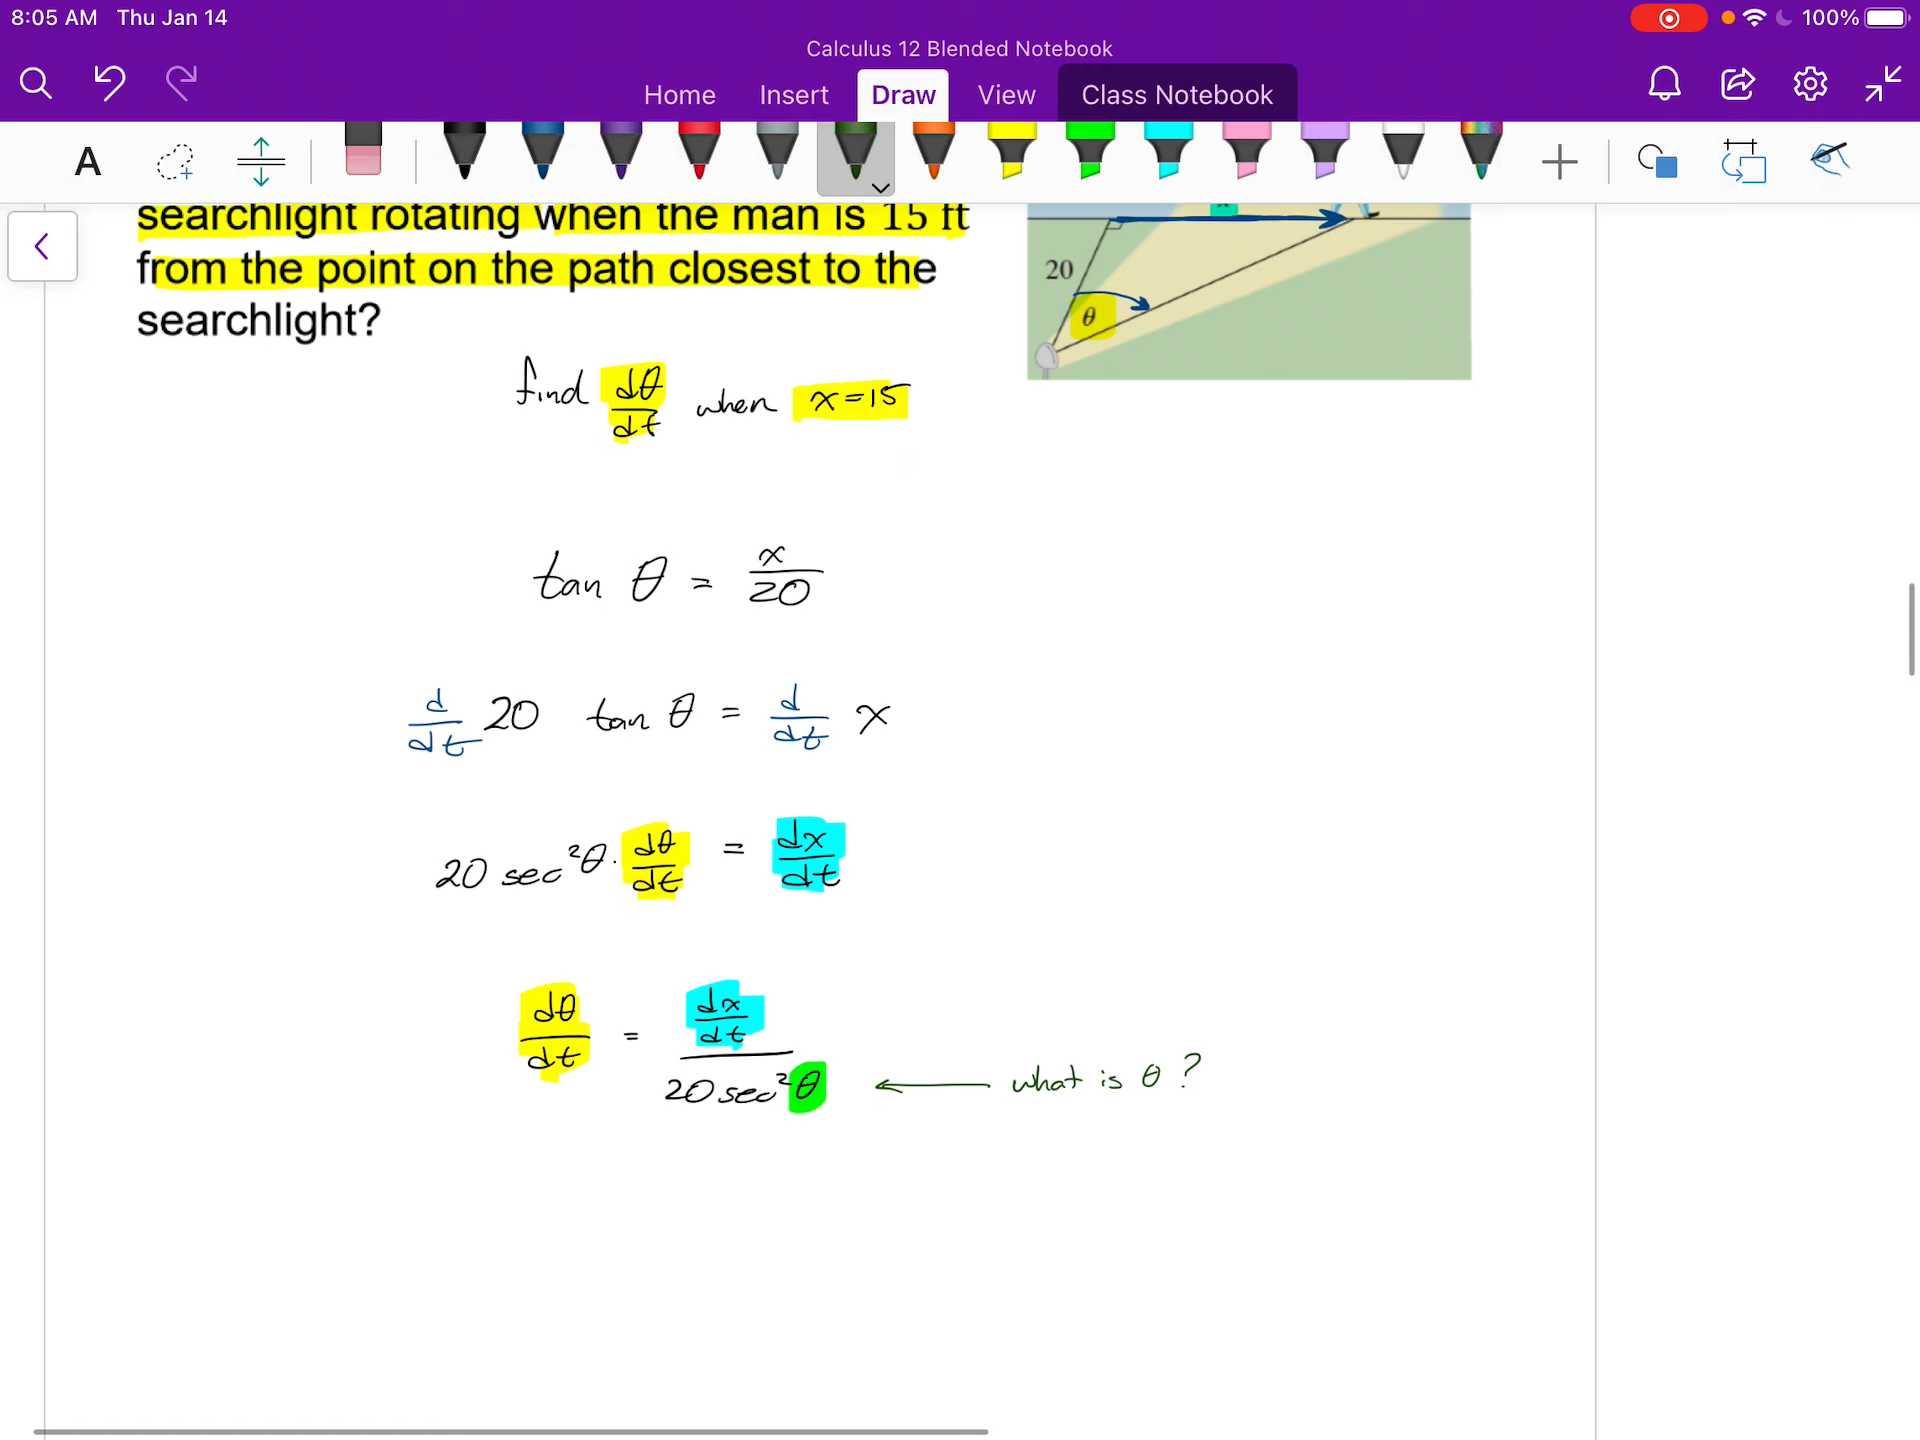 8:05 AM Thu Jan 14
100%
Calculus 12 Blended Notebook
Home Insert Draw View Class Notebook
A
searchlight rotating when the man is 15 ft
from the point on the path closest to the
searchlight?
x
20
θ
find dθ/dt when x=15
tan θ = x/20
d/dt 20 tan θ = d/dt x
20 sec²θ · dθ/dt = dx/dt
dθ/dt = dx/dt / 20 sec²θ ← what is θ ?